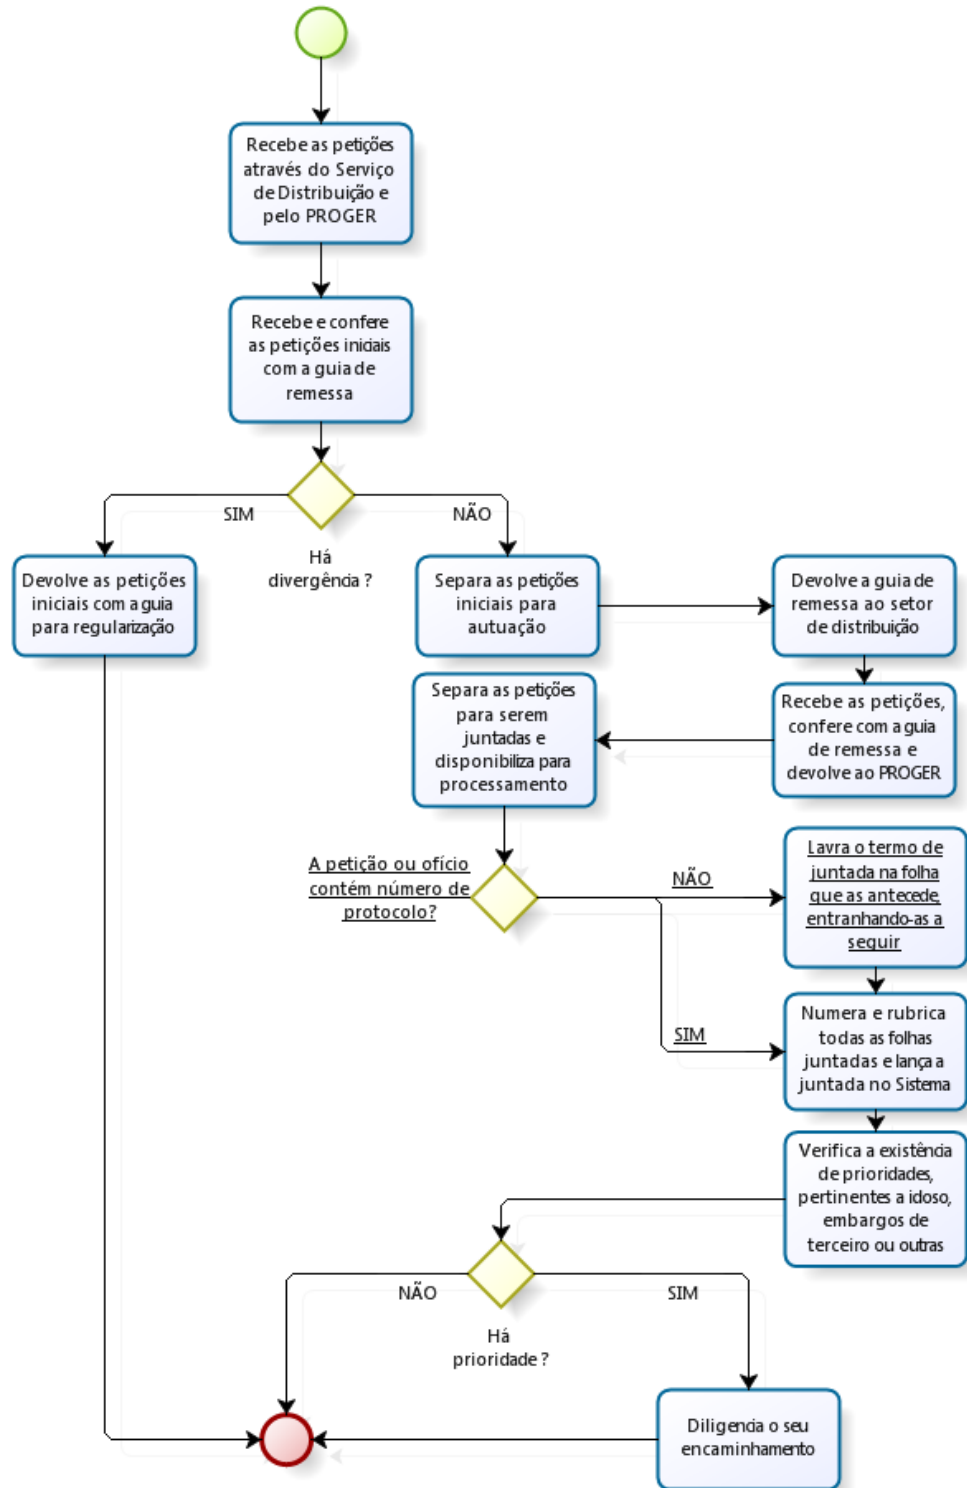 Recebe as petições
através do Serviço
de Distribuição e
pelo PROGER
Recebe e confere
as petições iniciais
com a guia de
remessa
SIM
NÃO
Há
divergência ?
Devolve as petições
iniciais com a guia
para regularização
Separa as petições
iniciais para
autuação
Devolve a guia de
remessa ao setor
de distribuição
Recebe as petições,
confere com a guia
de remessa e
devolve ao PROGER
Separa as petições
para serem
juntadas e
disponibiliza para
processamento
A petição ou ofício
contém número de
protocolo?
NÃO
Lavra o termo de
juntada na folha
que as antecede,
entranhando-as a
seguir
SIM
Numera e rubrica
todas as folhas
juntadas e lança a
juntada no Sistema
Verifica a existência
de prioridades,
pertinentes a idoso,
embargos de
terceiro ou outras
NÃO
SIM
Há
prioridade ?
Diligencia o seu
encaminhamento